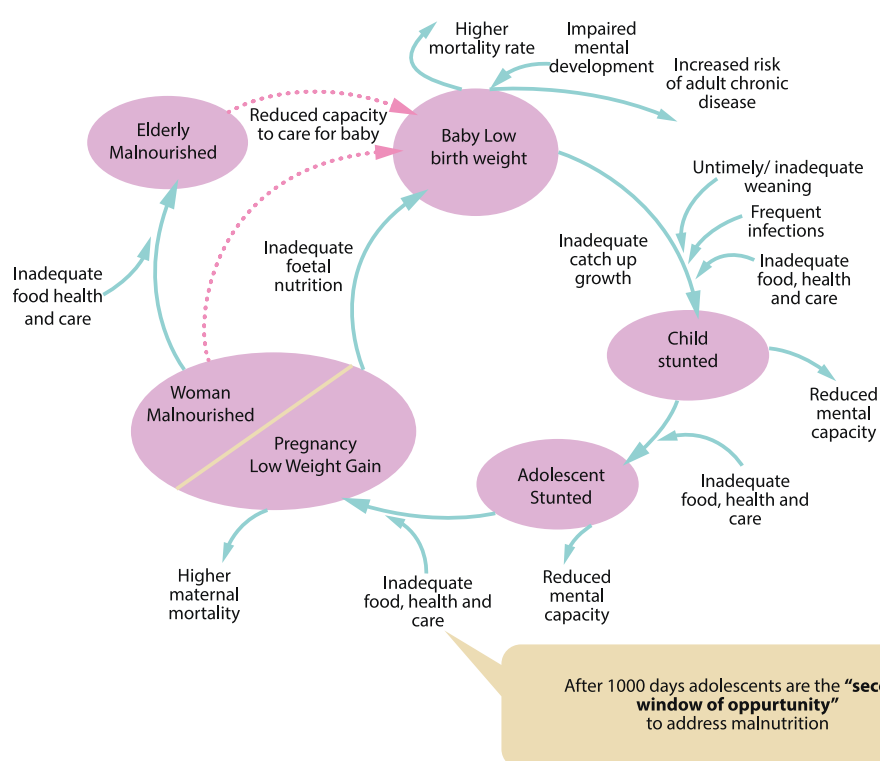 Higher
mortality rate
Impaired
mental
development
Increased risk
of adult chronic
disease
Elderly
Malnourished
Reduced capacity
to care for baby
Baby Low
birth weight
Untimely/ inadequate
weaning
Frequent
infections
Inadequate
food, health
and care
Inadequate
catch up
growth
Inadequate
foetal
nutrition
Inadequate
food health
and care
Child
stunted
Reduced
mental
capacity
Woman
Malnourished
Pregnancy
Low Weight Gain
Adolescent
Stunted
Inadequate
food, health and
care
Higher
maternal
mortality
Inadequate
food, health and
care
Reduced
mental
capacity
After 1000 days adolescents are the
window of oppurtunity”
to address malnutrition